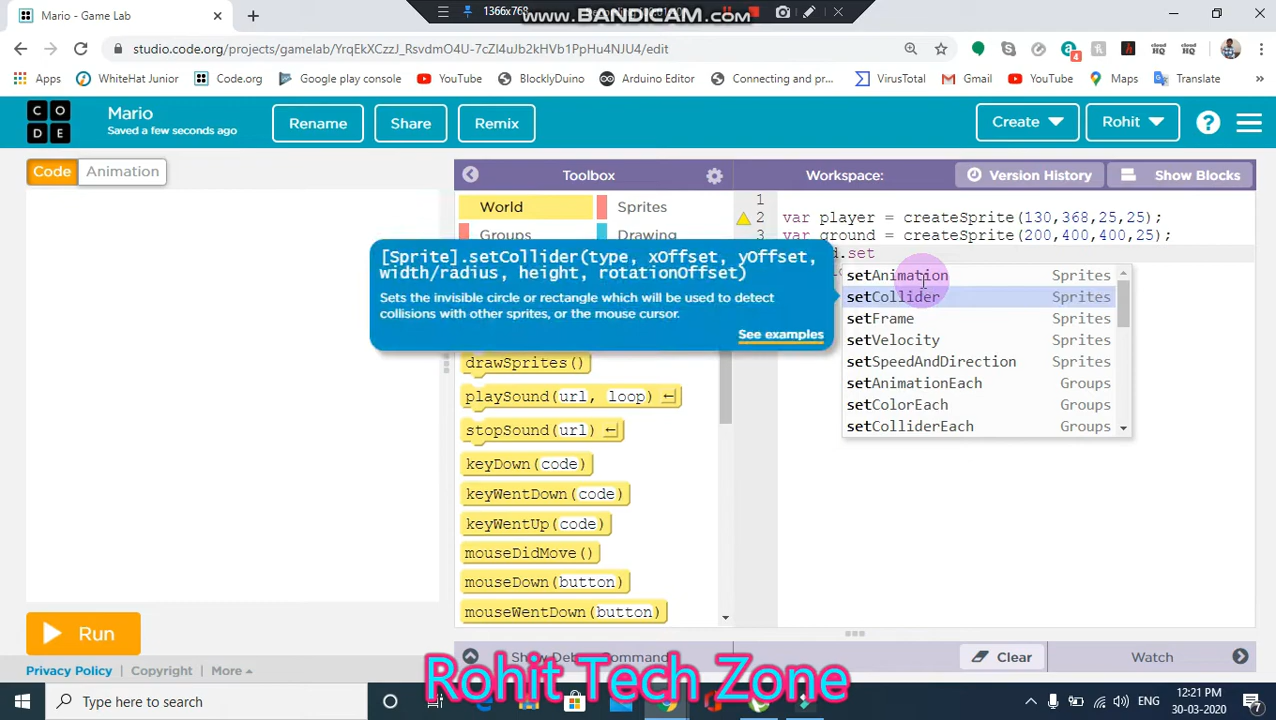 Mario - Game Lab
1366x768
www.BANDICAM.com
studio.code.org/projects/gamelab/YrqEkXCzzJ_RsvdmO4U-7cZl4uJb2kHVb1PpHu4NJU4/edit
Apps
WhiteHat Junior
Code.org
Google play console
YouTube
BlocklyDuino
Arduino Editor
Connecting and pr...
VirusTotal
Gmail
YouTube
Maps
Translate
CODE
Mario
Saved a few seconds ago
Rename
Share
Remix
Create
Rohit
Code
Animation
Toolbox
Workspace:
Version History
Show Blocks
World
Sprites
Groups
Drawing
1
2 var player = createSprite(130,368,25,25);
3 var ground = createSprite(200,400,400,25);
d.set
[Sprite].setCollider(type, xOffset, yOffset,
width/radius, height, rotationOffset)
Sets the invisible circle or rectangle which will be used to detect
collisions with other sprites, or the mouse cursor.
See examples
setAnimation Sprites
setCollider Sprites
setFrame Sprites
setVelocity Sprites
setSpeedAndDirection Sprites
setAnimationEach Groups
setColorEach Groups
setColliderEach Groups
drawSprites()
playSound(url, loop)
stopSound(url)
keyDown(code)
keyWentDown(code)
keyWentUp(code)
mouseDidMove()
mouseDown(button)
mouseWentDown(button)
Run
Clear
Watch
Privacy Policy
Copyright
More
Rohit Tech Zone
Type here to search
ENG
12:21 PM
30-03-2020